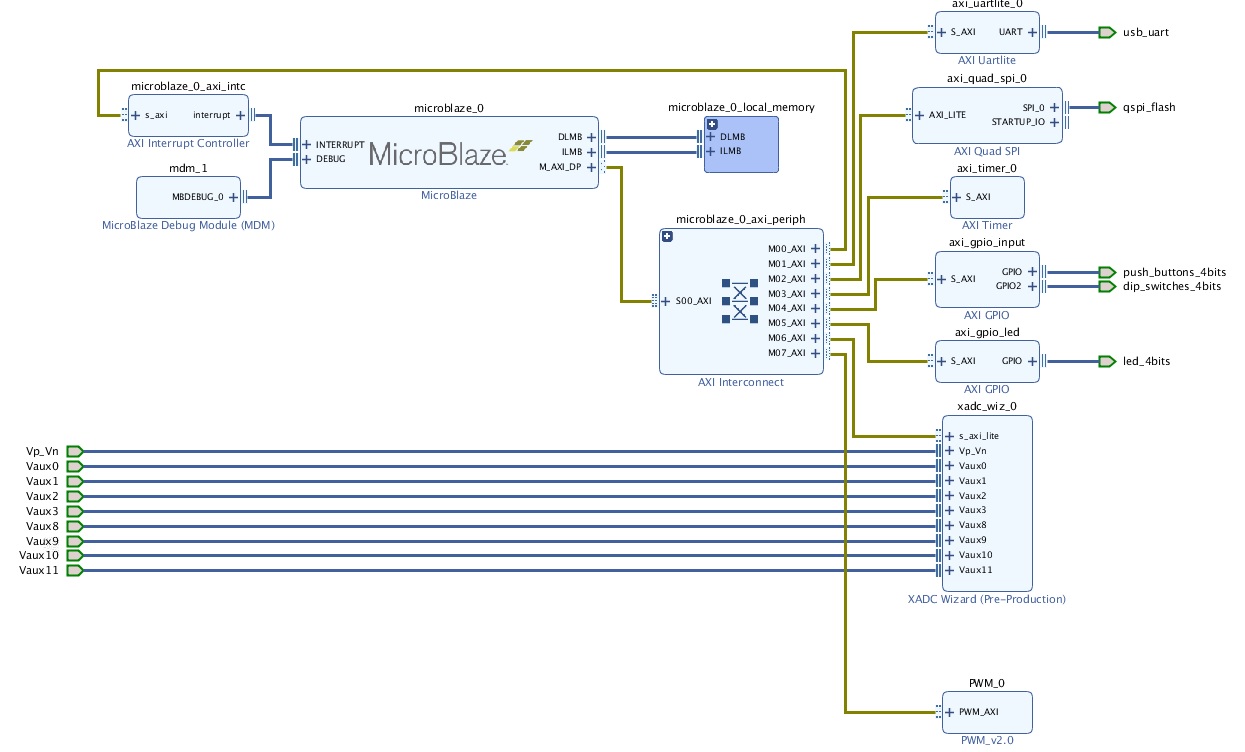 axi_uartlite_0
S_AXI UART
AXI Uartlite
usb_uart
axi_quad_spi_0
AXI_LITE
SPI_0
STARTUP_IO
AXI Quad SPI
qspi_flash
microblaze_0_axi_intc
s_axi interrupt
AXI Interrupt Controller
mdm_1
MBDEBUG_0
MicroBlaze Debug Module (MDM)
microblaze_0
INTERRUPT
DEBUG
MicroBlaze
DLMB
ILMB
M_AXI_DP
MicroBlaze
microblaze_0_local_memory
DLMB
ILMB
axi_timer_0
S_AXI
AXI Timer
microblaze_0_axi_periph
S00_AXI
M00_AXI
M01_AXI
M02_AXI
M03_AXI
M04_AXI
M05_AXI
M06_AXI
M07_AXI
AXI Interconnect
axi_gpio_input
S_AXI
GPIO
GPIO2
AXI GPIO
push_buttons_4bits
dip_switches_4bits
axi_gpio_led
S_AXI GPIO
AXI GPIO
led_4bits
xadc_wiz_0
s_axi_lite
Vp_Vn
Vaux0
Vaux1
Vaux2
Vaux3
Vaux8
Vaux9
Vaux10
Vaux11
XADC Wizard (Pre-Production)
Vp_Vn
Vaux0
Vaux1
Vaux2
Vaux3
Vaux8
Vaux9
Vaux10
Vaux11
PWM_0
PWM_AXI
PWM_v2.0